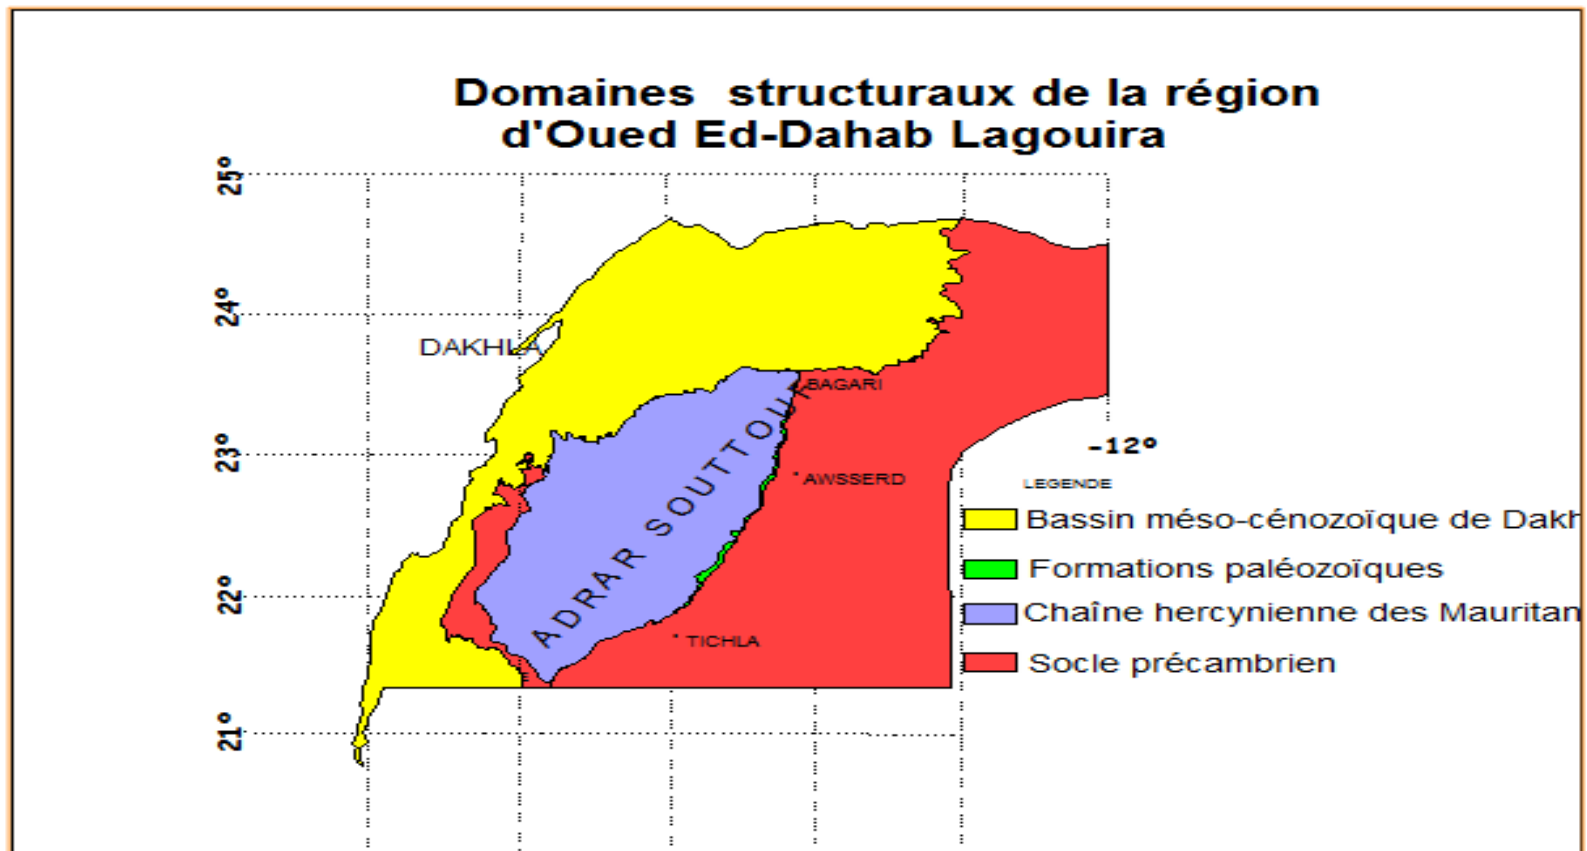 Domaines structuraux de la région
d'Oued Ed-Dahab Lagouira
25°
24°
DAKHLA
BAGARI
ADRAR SOUTTOUF
23°
-12°
AWSSERD
LEGENDE
Bassin méso-cénozoïque de Dakh
Formations paléozoïques
22°
Chaîne hercynienne des Mauritan
TICHLA
Socle précambrien
21°